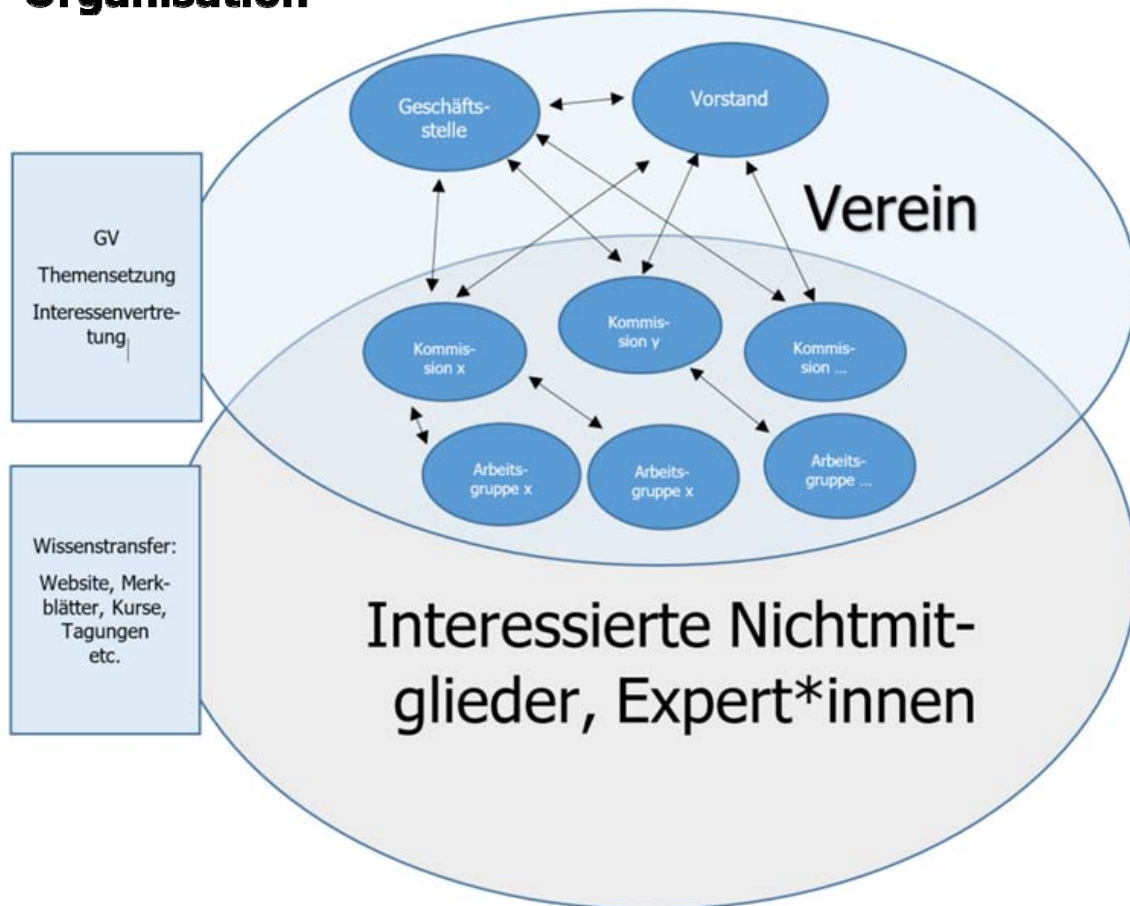 Organisation
Geschäfts-
stelle
Vorstand
Verein
GV
Themensetzung
Interessenvertre-
tung
Kommis-
sion x
Kommis-
sion y
Kommis-
sion ...
Arbeits-
gruppe x
Arbeits-
gruppe x
Arbeits-
gruppe ...
Wissenstransfer:
Website, Merk-
blätter, Kurse,
Tagungen
etc.
Interessierte Nichtmit-
glieder, Expert*innen